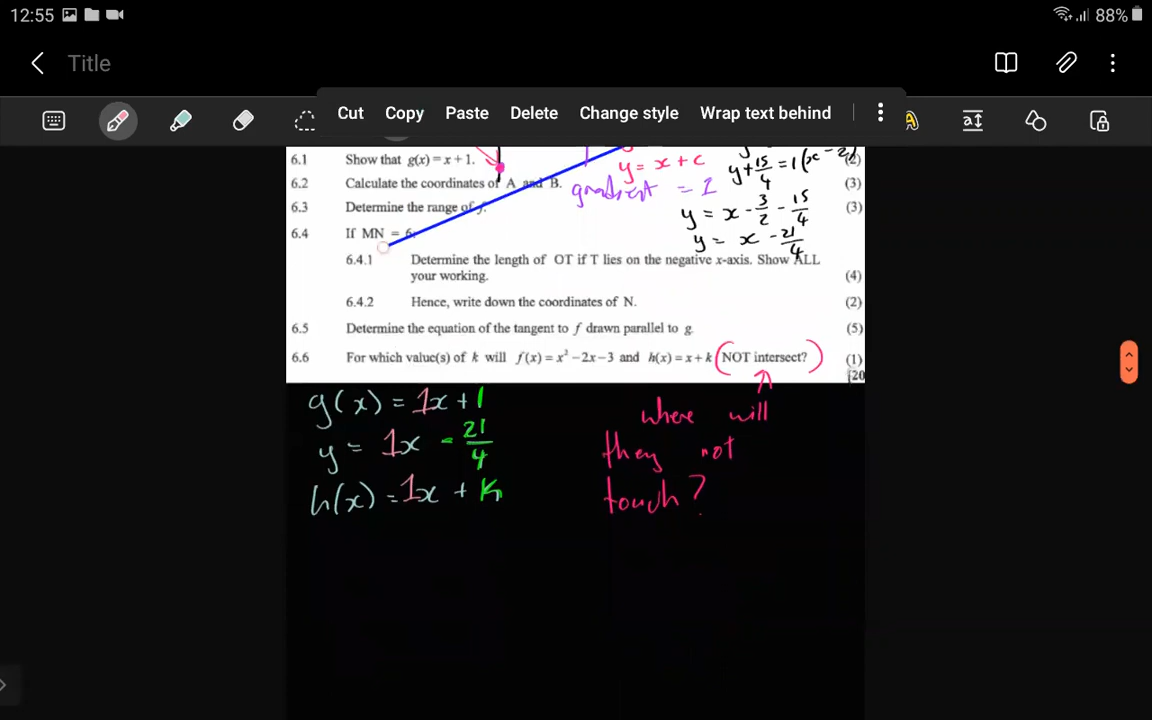 12:55 88%
Title
Cut Copy Paste Delete Change style Wrap text behind
6.1 Show that g(x) = x + 1. (2)
y = x + c
y + 15/4 = 1(x -
6.2 Calculate the coordinates of A and B. (3)
gradient = 1
6.3 Determine the range of f. (3)
y = x - 3/2 - 15/4
6.4 If MN = 6:
y = x - 21/4
6.4.1 Determine the length of OT if T lies on the negative x-axis. Show ALL
your working. (4)
6.4.2 Hence, write down the coordinates of N. (2)
6.5 Determine the equation of the tangent to f drawn parallel to g. (5)
6.6 For which value(s) of k will f(x) = x² − 2x − 3 and h(x) = x + k (NOT intersect?) (1)
[20
g(x) = 1x + 1
y = 1x - 21/4
h(x) = 1x + k
where will
they not
touch?